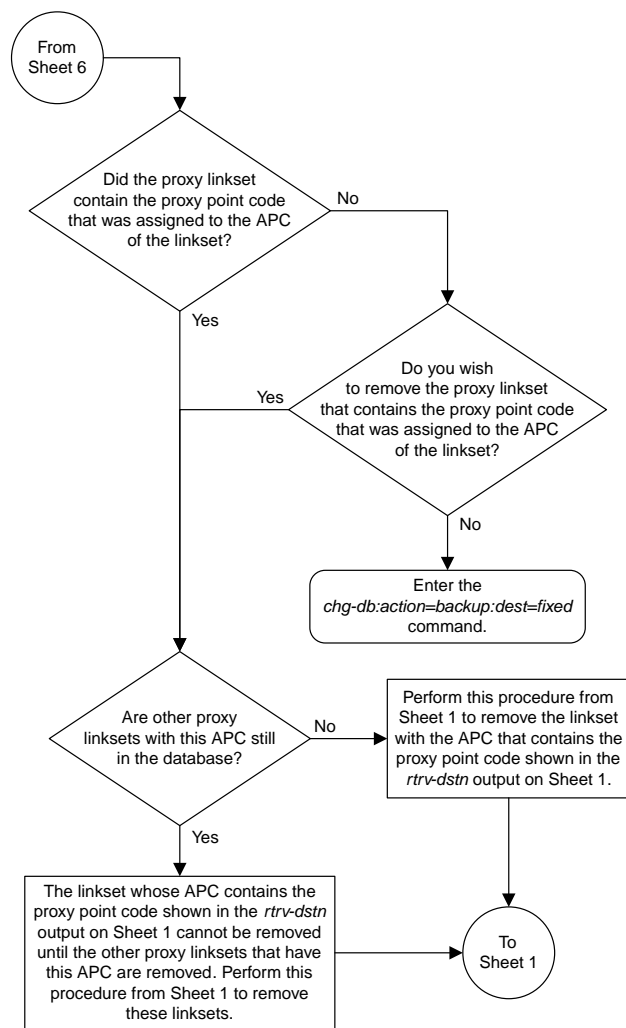 From
Sheet 6
Did the proxy linkset
contain the proxy point code
that was assigned to the APC
of the linkset?
No
Yes
Do you wish
to remove the proxy linkset
that contains the proxy point code
that was assigned to the APC
of the linkset?
Yes
No
Enter the
chg-db:action=backup:dest=fixed
command.
Are other proxy
linksets with this APC still
in the database?
No
Yes
Perform this procedure from
Sheet 1 to remove the linkset
with the APC that contains the
proxy point code shown in the
rtrv-dstn output on Sheet 1.
The linkset whose APC contains the
proxy point code shown in the rtrv-dstn
output on Sheet 1 cannot be removed
until the other proxy linksets that have
this APC are removed. Perform this
procedure from Sheet 1 to remove
these linksets.
To
Sheet 1